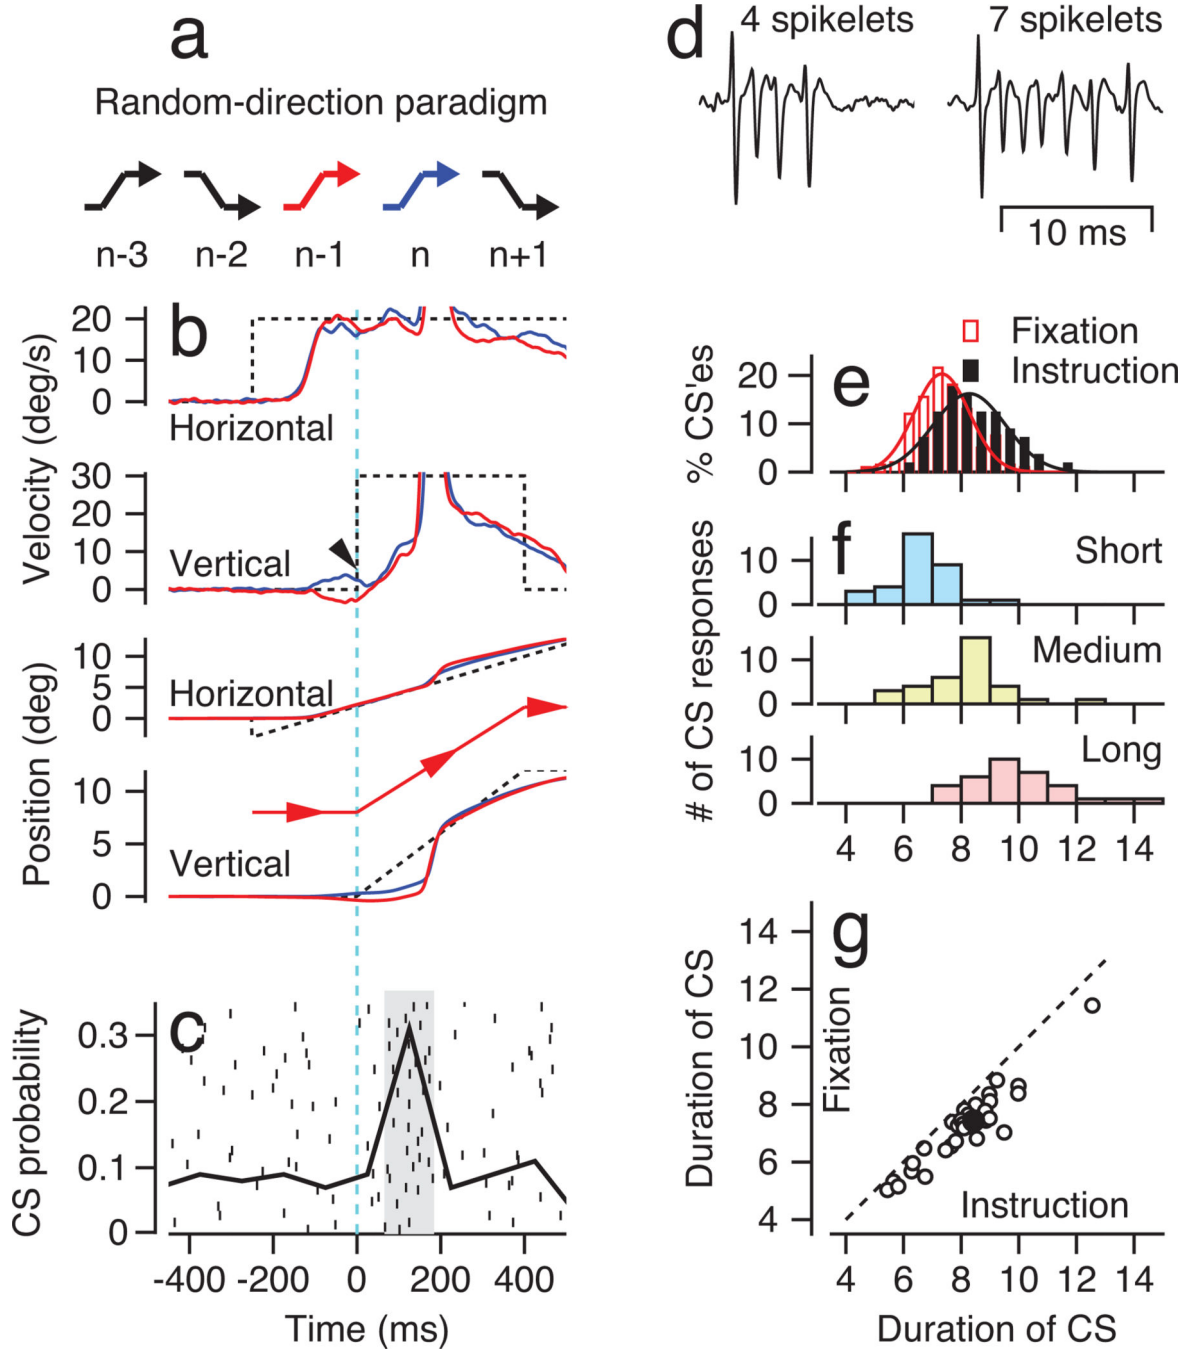 a
Random-direction paradigm
n-3 n-2 n-1 n n+1
b
Velocity (deg/s)
20
10
0
Horizontal
30
20
10
0
Vertical
Position (deg)
10
5
0
Horizontal
10
5
0
Vertical
c
CS probability
0.3
0.2
0.1
0
-400 -200 0 200 400
Time (ms)
d
4 spikelets 7 spikelets
10 ms
e
Fixation
Instruction
% CS'es
20
10
0
f
# of CS responses
Short
10
0
Medium
10
0
Long
10
0
4 6 8 10 12 14
g
Duration of CS
Fixation
14
12
10
8
6
4
Instruction
4 6 8 10 12 14
Duration of CS